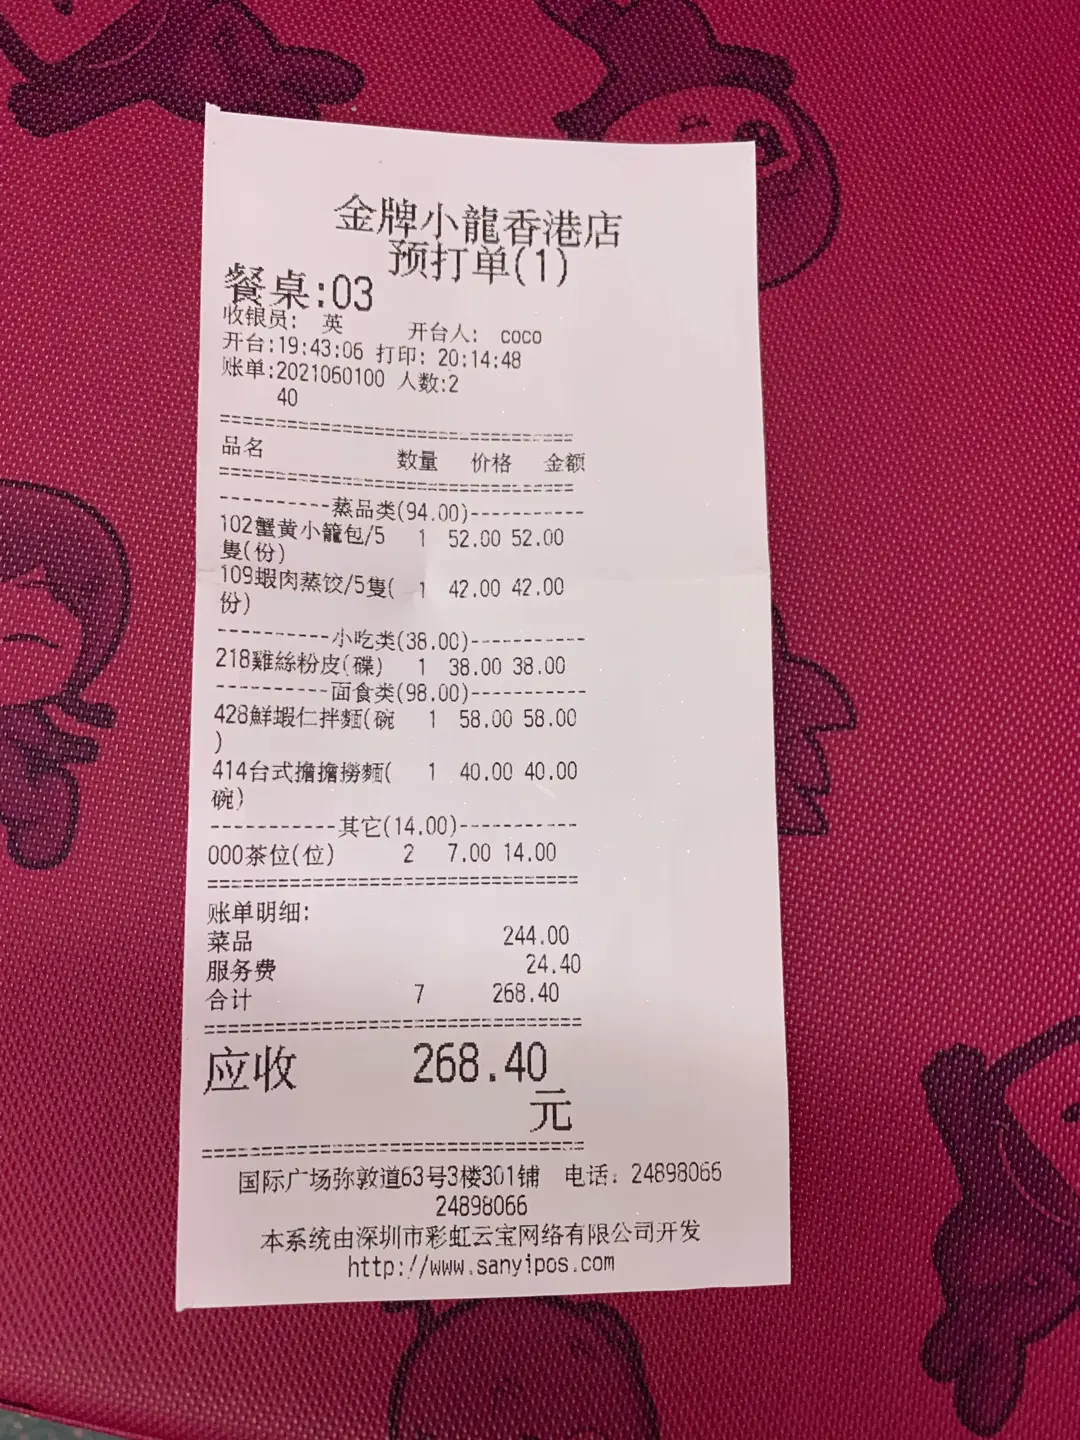 金牌小龍香港店
预打单(1)
餐桌:03
收银员: 英 开台人: coco
开台:19:43:06 打印: 20:14:48
账单:2021060100 人数:2
40
==============================
品名 数量 价格 金额
==============================
----------蒸品类(94.00)----------
102蟹黄小籠包/5 1 52.00 52.00
隻(份)
109蝦肉蒸饺/5隻( 1 42.00 42.00
份)
----------小吃类(38.00)----------
218雞絲粉皮(碟) 1 38.00 38.00
----------面食类(98.00)----------
428鮮蝦仁拌麵(碗 1 58.00 58.00
)
414台式擔擔撈麵( 1 40.00 40.00
碗)
-----------其它(14.00)----------
000茶位(位) 2 7.00 14.00
==============================
账单明细:
菜品 244.00
服务费 24.40
合计 7 268.40
==============================
应收 268.40
元
==============================
国际广场弥敦道63号3楼301铺 电话: 24898066
24898066
本系统由深圳市彩虹云宝网络有限公司开发
http://www.sanyipos.com